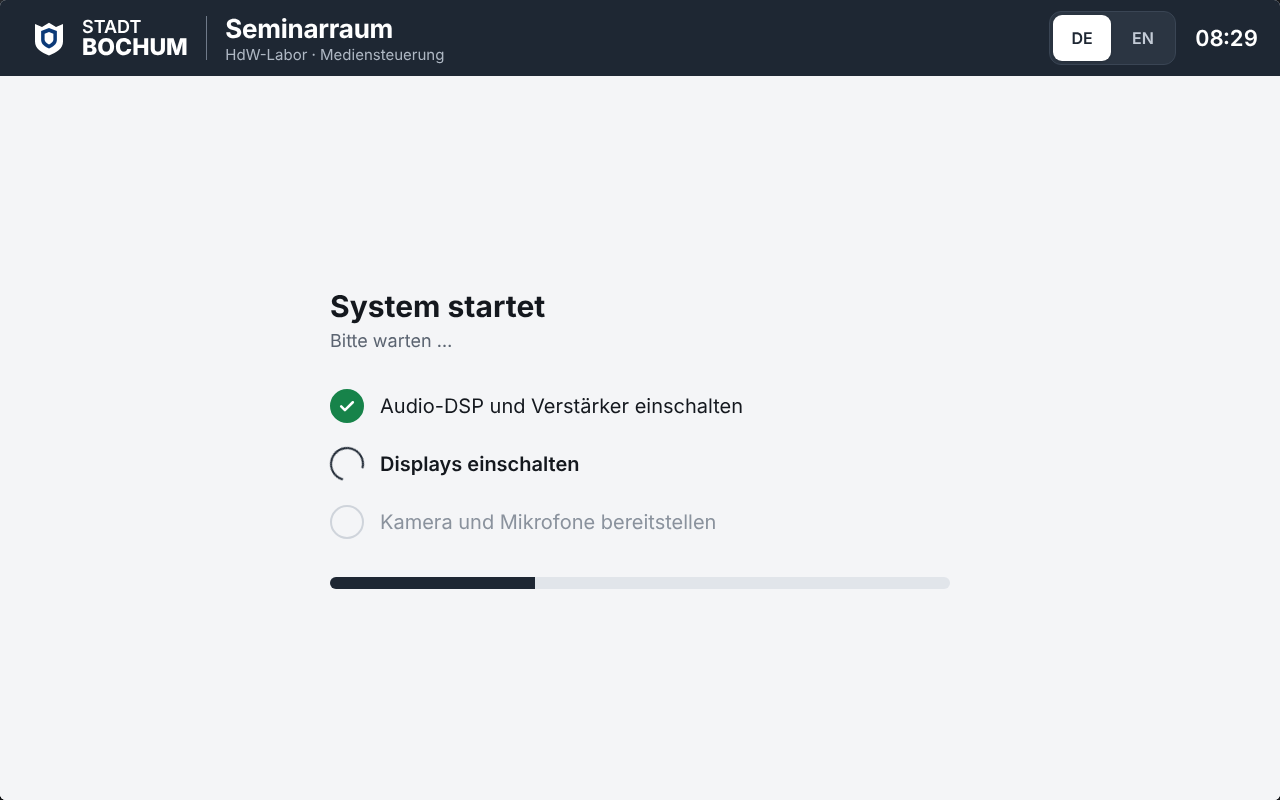 STADT
BOCHUM
Seminarraum
HdW-Labor · Mediensteuerung
DE
EN
08:29
System startet
Bitte warten ...
Audio-DSP und Verstärker einschalten
Displays einschalten
Kamera und Mikrofone bereitstellen